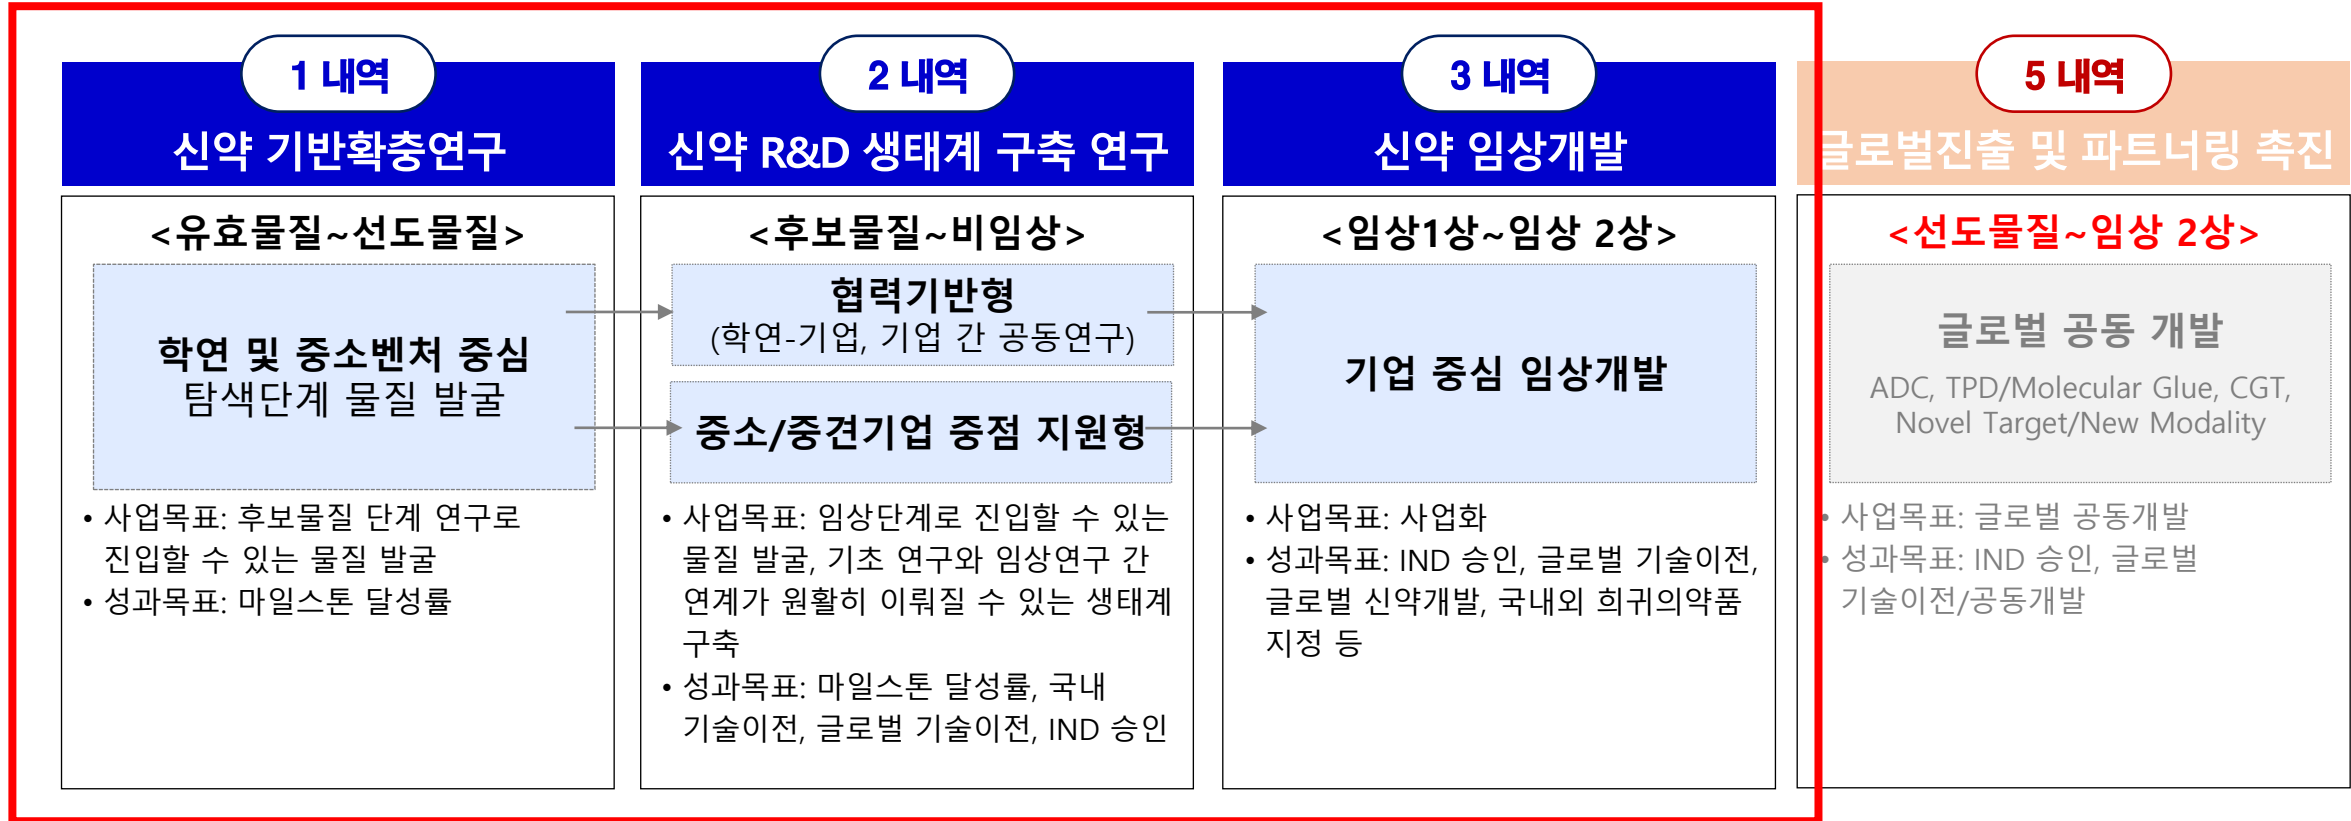 1 내역
신약 기반확충연구
<유효물질~선도물질>
학연 및 중소벤처 중심
탐색단계 물질 발굴
• 사업목표: 후보물질 단계 연구로
진입할 수 있는 물질 발굴
• 성과목표: 마일스톤 달성률
2 내역
신약 R&D 생태계 구축 연구
<후보물질~비임상>
협력기반형
(학연-기업, 기업 간 공동연구)
중소/중견기업 중점 지원형
• 사업목표: 임상단계로 진입할 수 있는
물질 발굴, 기초 연구와 임상연구 간
연계가 원활히 이뤄질 수 있는 생태계
구축
• 성과목표: 마일스톤 달성률, 국내
기술이전, 글로벌 기술이전, IND 승인
3 내역
신약 임상개발
<임상1상~임상 2상>
기업 중심 임상개발
• 사업목표: 사업화
• 성과목표: IND 승인, 글로벌 기술이전,
글로벌 신약개발, 국내외 희귀의약품
지정 등
5 내역
글로벌진출 및 파트너링 촉진
<선도물질~임상 2상>
글로벌 공동 개발
ADC, TPD/Molecular Glue, CGT,
Novel Target/New Modality
• 사업목표: 글로벌 공동개발
• 성과목표: IND 승인, 글로벌
기술이전/공동개발